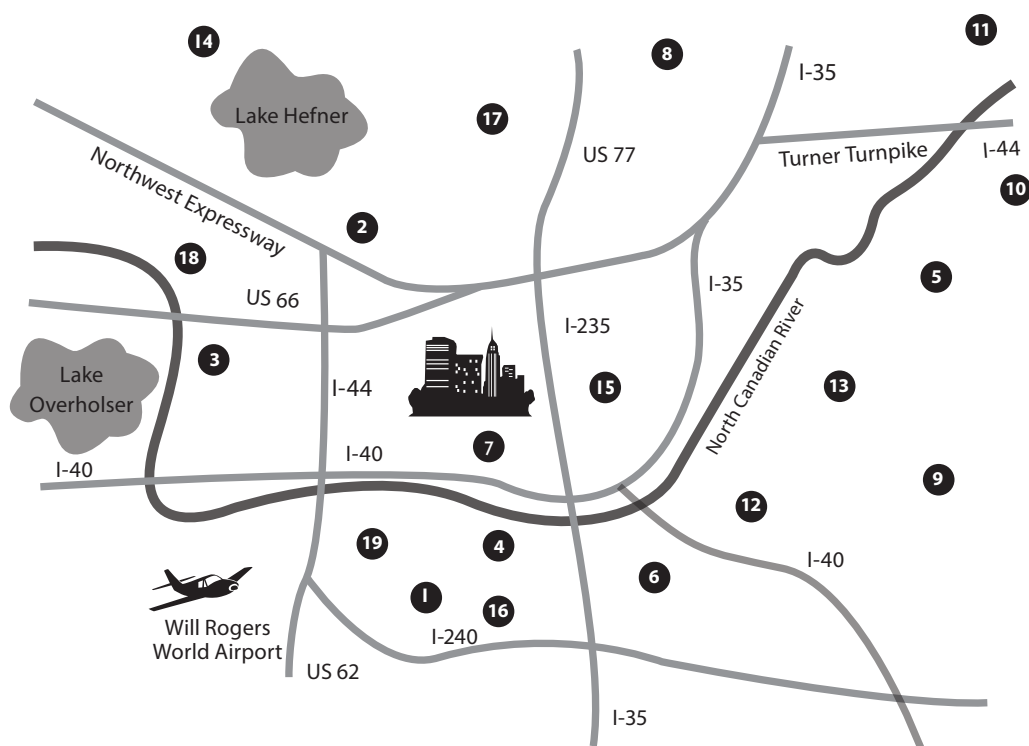 11
14
8
I-35
Lake Hefner
17
I-44
Turner Turnpike
US 77
Northwest Expressway
10
2
18
5
I-35
US 66
I-235
North Canadian River
3
Lake
Overholser
I-44
15
13
7
I-40
I-40
9
12
19
4
I-40
6
1
16
Will Rogers
World Airport
I-240
US 62
I-35